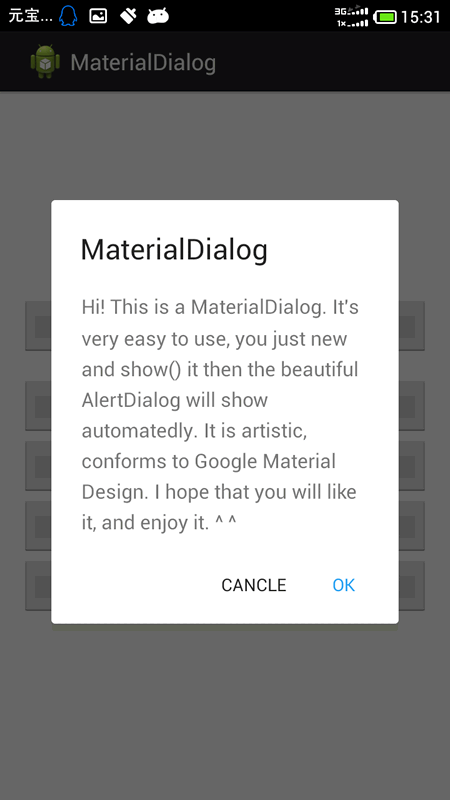 元宝... 3G 1× 15:31
MaterialDialog
MaterialDialog
Hi! This is a MaterialDialog. It's
very easy to use, you just new
and show() it then the beautiful
AlertDialog will show
automatedly. It is artistic,
conforms to Google Material
Design. I hope that you will like
it, and enjoy it. ^ ^
CANCLE OK